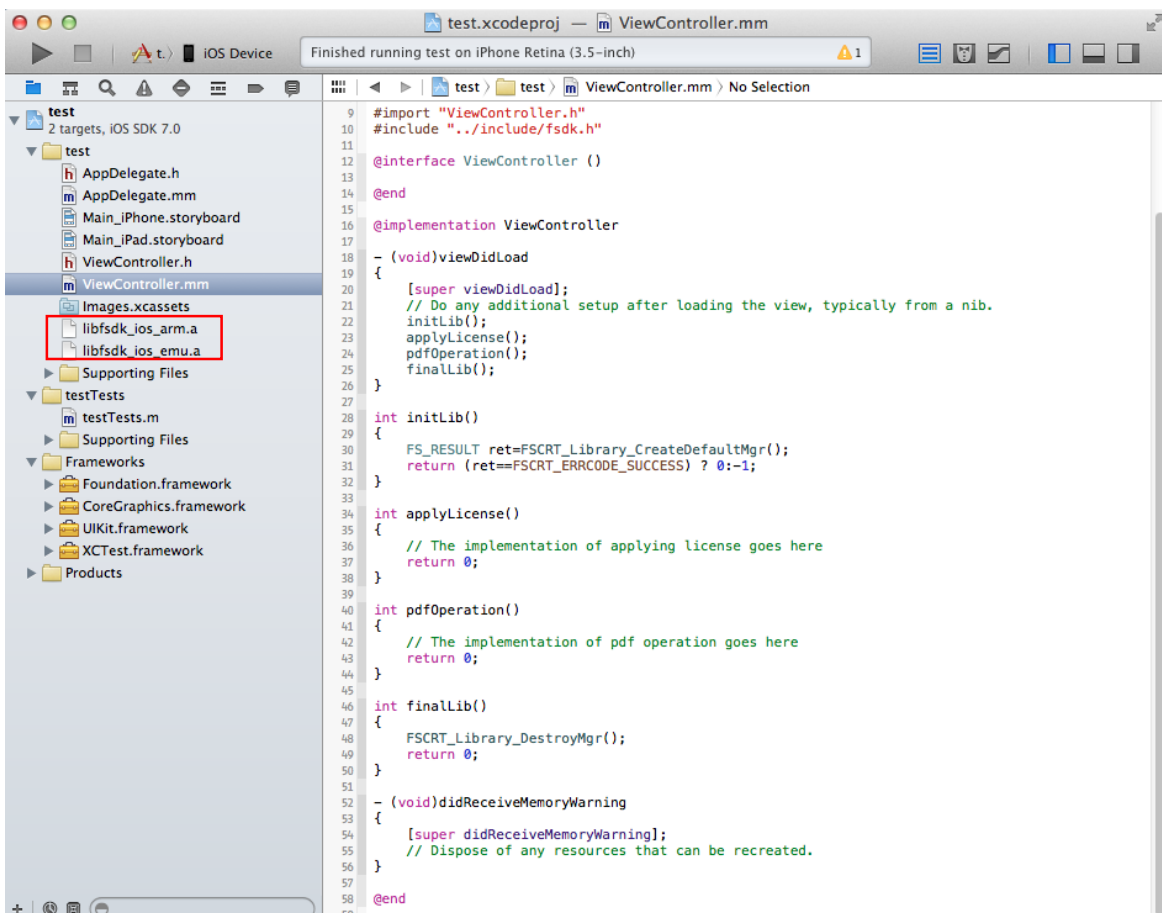 test.xcodeproj — ViewController.mm
t. iOS Device
Finished running test on iPhone Retina (3.5-inch)
1
test
2 targets, iOS SDK 7.0
test
AppDelegate.h
AppDelegate.mm
Main_iPhone.storyboard
Main_iPad.storyboard
ViewController.h
ViewController.mm
Images.xcassets
libfsdk_ios_arm.a
libfsdk_ios_emu.a
Supporting Files
testTests
testTests.m
Supporting Files
Frameworks
Foundation.framework
CoreGraphics.framework
UIKit.framework
XCTest.framework
Products
test test ViewController.mm No Selection
9 #import "ViewController.h"
10 #include "../include/fsdk.h"
11
12 @interface ViewController ()
13
14 @end
15
16 @implementation ViewController
17
18 - (void)viewDidLoad
19 {
20 [super viewDidLoad];
21 // Do any additional setup after loading the view, typically from a nib.
22 initLib();
23 applyLicense();
24 pdfOperation();
25 finalLib();
26 }
27
28 int initLib()
29 {
30 FS_RESULT ret=FSCRT_Library_CreateDefaultMgr();
31 return (ret==FSCRT_ERRCODE_SUCCESS) ? 0:-1;
32 }
33
34 int applyLicense()
35 {
36 // The implementation of applying license goes here
37 return 0;
38 }
39
40 int pdfOperation()
41 {
42 // The implementation of pdf operation goes here
43 return 0;
44 }
45
46 int finalLib()
47 {
48 FSCRT_Library_DestroyMgr();
49 return 0;
50 }
51
52 - (void)didReceiveMemoryWarning
53 {
54 [super didReceiveMemoryWarning];
55 // Dispose of any resources that can be recreated.
56 }
57
58 @end